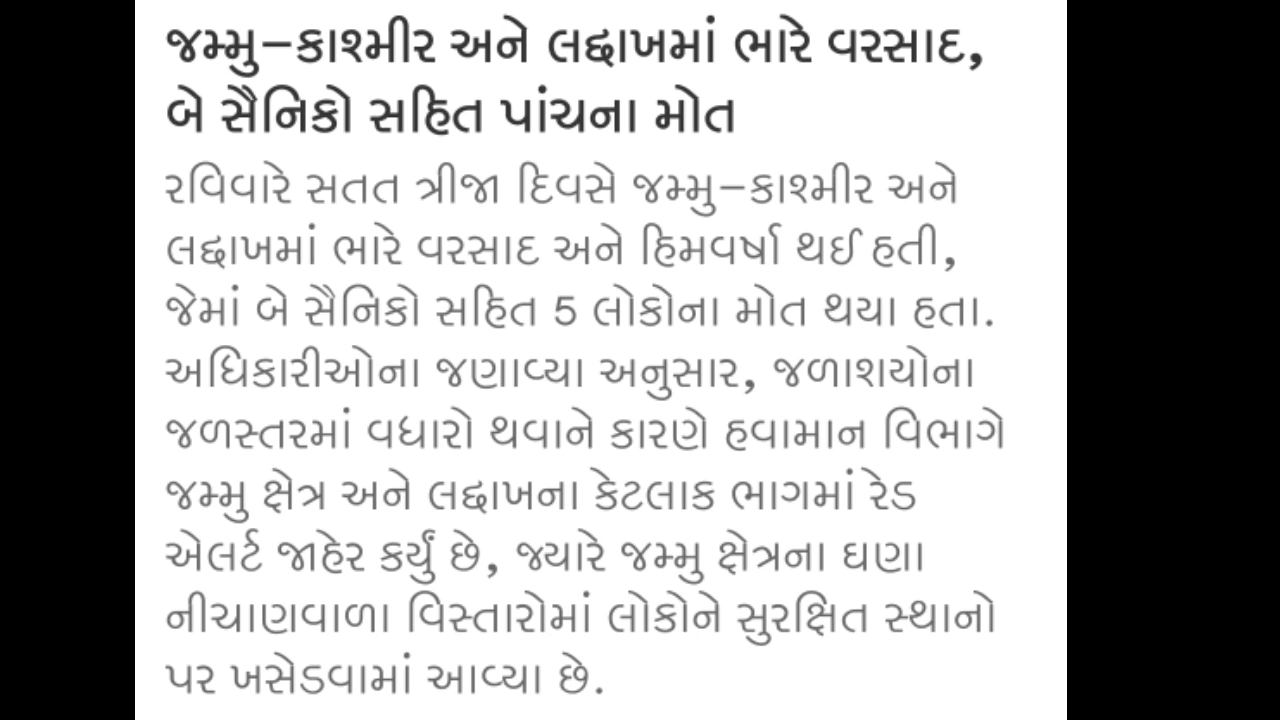 જમ્મુ–કાશ્મીર અને લદ્દાખમાં ભારે વરસાદ,
બે સૈનિકો સહિત પાંચના મોત
રવિવારે સતત ત્રીજા દિવસે જમ્મુ–કાશ્મીર અને
લદ્દાખમાં ભારે વરસાદ અને હિમવર્ષા થઈ હતી,
જેમાં બે સૈનિકો સહિત 5 લોકોના મોત થયા હતા.
અધિકારીઓના જણાવ્યા અનુસાર, જળાશયોના
જળસ્તરમાં વધારો થવાને કારણે હવામાન વિભાગે
જમ્મુ ક્ષેત્ર અને લદ્દાખના કેટલાક ભાગમાં રેડ
એલર્ટ જાહેર કર્યું છે, જ્યારે જમ્મુ ક્ષેત્રના ઘણા
નીચાણવાળા વિસ્તારોમાં લોકોને સુરક્ષિત સ્થાનો
પર ખસેડવામાં આવ્યા છે.